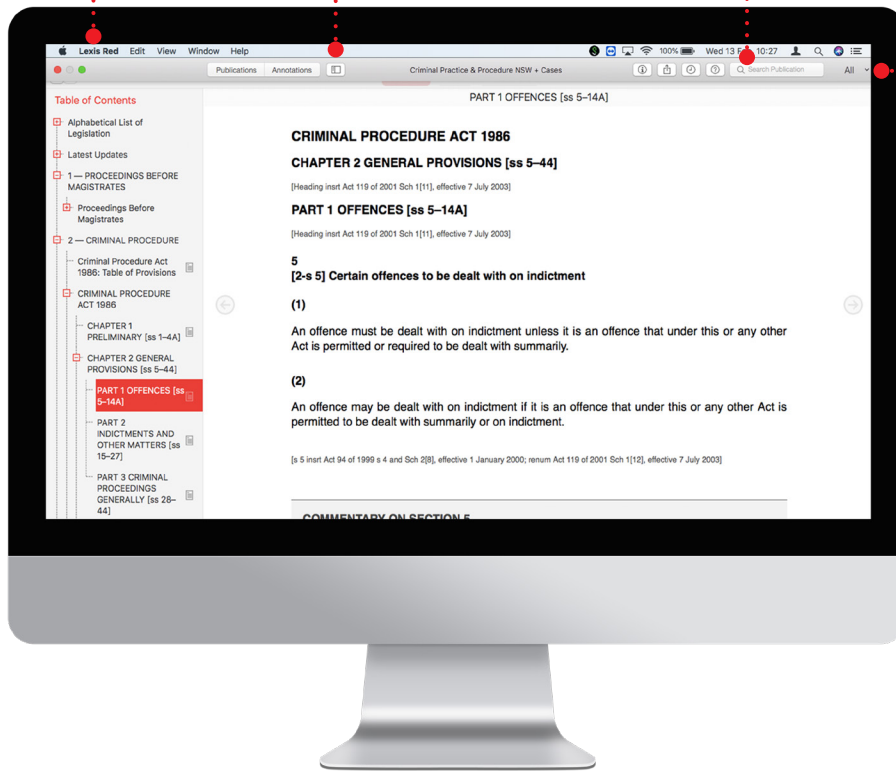 Lexis Red Edit View Window Help
100% Wed 13 10:27
Publications Annotations
Criminal Practice & Procedure NSW + Cases
Search Publication
All
Table of Contents
Alphabetical List of
Legislation
Latest Updates
1 — PROCEEDINGS BEFORE
MAGISTRATES
Proceedings Before
Magistrates
2 — CRIMINAL PROCEDURE
Criminal Procedure Act
1986: Table of Provisions
CRIMINAL PROCEDURE
ACT 1986
CHAPTER 1
PRELIMINARY [ss 1–4A]
CHAPTER 2 GENERAL
PROVISIONS [ss 5–44]
PART 1 OFFENCES [ss
5–14A]
PART 2
INDICTMENTS AND
OTHER MATTERS [ss
15–27]
PART 3 CRIMINAL
PROCEEDINGS
GENERALLY [ss 28–
44]
PART 1 OFFENCES [ss 5–14A]
CRIMINAL PROCEDURE ACT 1986
CHAPTER 2 GENERAL PROVISIONS [ss 5–44]
[Heading insrt Act 119 of 2001 Sch 1[11], effective 7 July 2003]
PART 1 OFFENCES [ss 5–14A]
[Heading insrt Act 119 of 2001 Sch 1[11], effective 7 July 2003]
5
[2-s 5] Certain offences to be dealt with on indictment
(1)
An offence must be dealt with on indictment unless it is an offence that under this or any other
Act is permitted or required to be dealt with summarily.
(2)
An offence may be dealt with on indictment if it is an offence that under this or any other Act is
permitted to be dealt with summarily or on indictment.
[s 5 insrt Act 94 of 1999 s 4 and Sch 2[8], effective 1 January 2000; renum Act 119 of 2001 Sch 1[12], effective 7 July 2003]
COMMENTARY ON SECTION 5